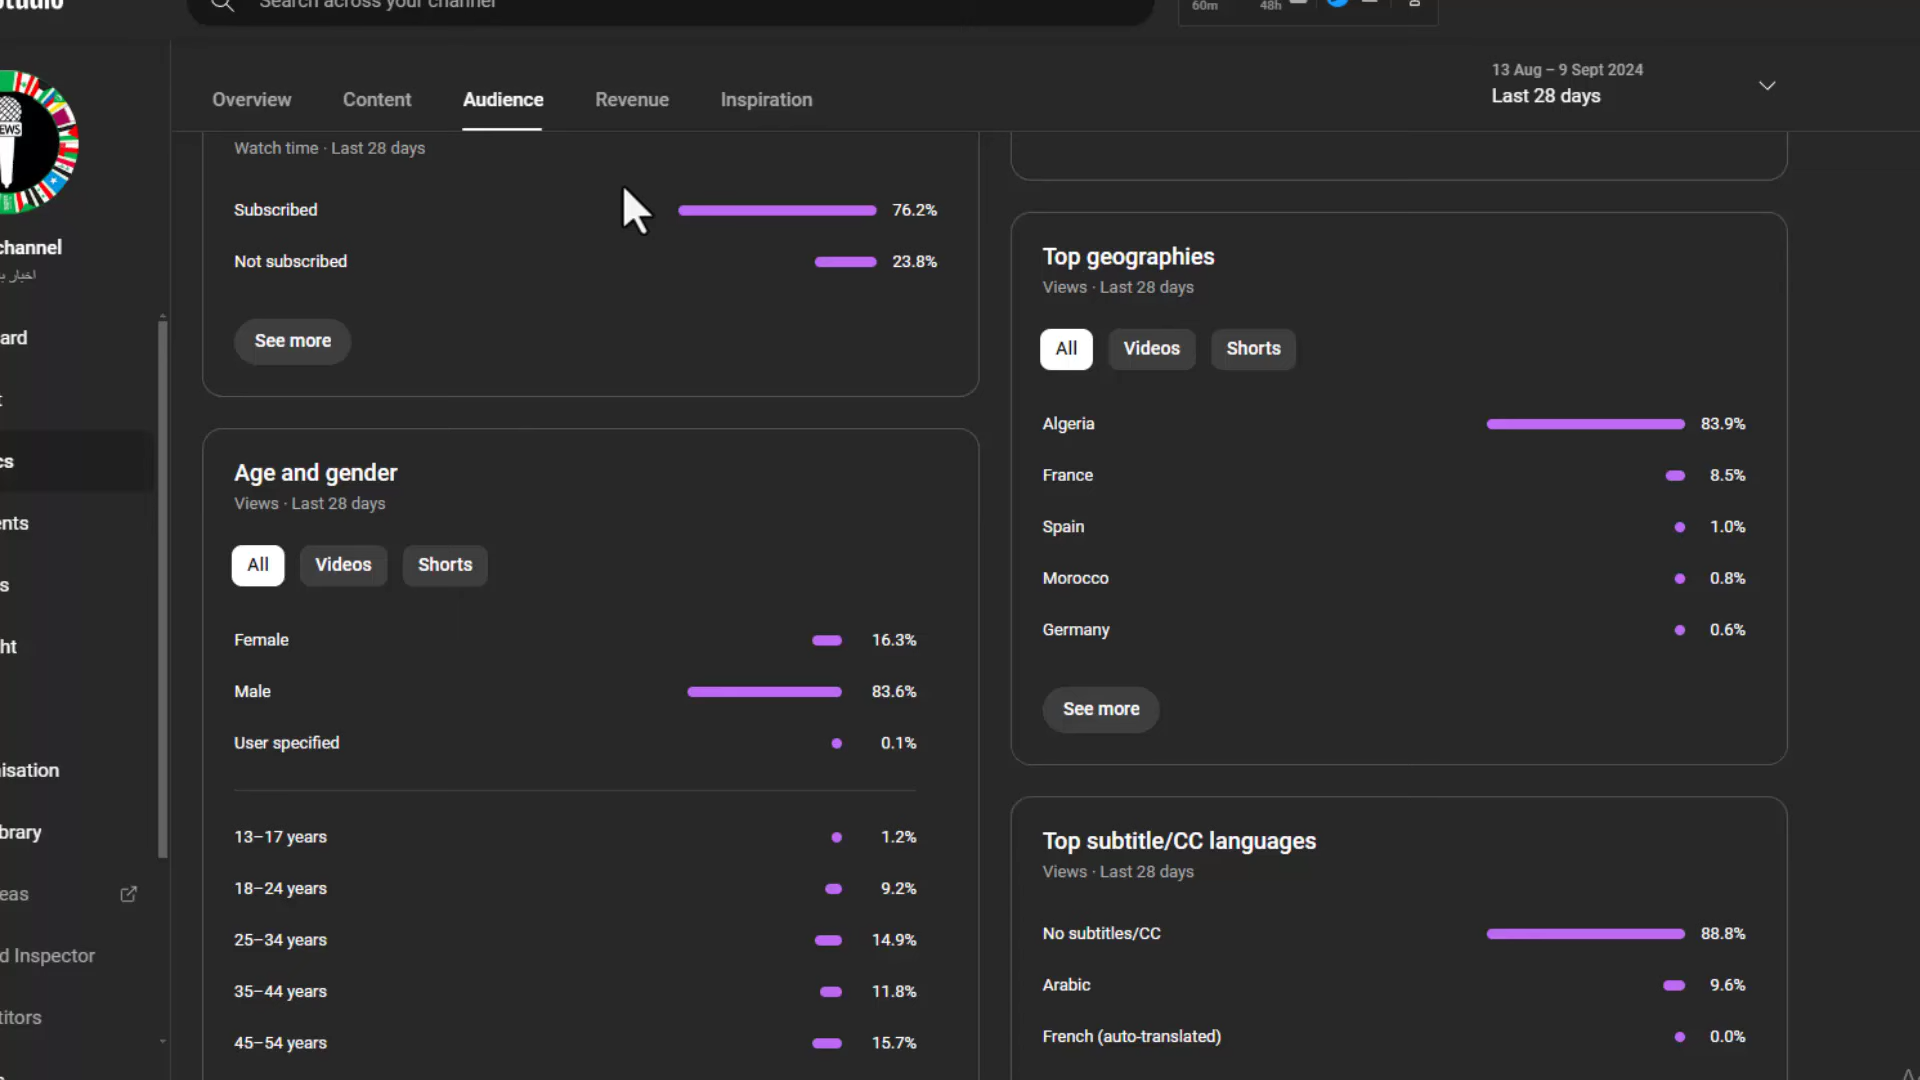 Search across your channel
60m
48h
Overview
Content
Audience
Revenue
Inspiration
13 Aug – 9 Sept 2024
Last 28 days
EWS
channel
اخبار
ard
cs
ents
s
ht
isation
brary
eas
d Inspector
titors
Watch time · Last 28 days
Subscribed 76.2%
Not subscribed 23.8%
See more
Age and gender
Views · Last 28 days
All
Videos
Shorts
Female 16.3%
Male 83.6%
User specified 0.1%
13–17 years 1.2%
18–24 years 9.2%
25–34 years 14.9%
35–44 years 11.8%
45–54 years 15.7%
Top geographies
Views · Last 28 days
All
Videos
Shorts
Algeria 83.9%
France 8.5%
Spain 1.0%
Morocco 0.8%
Germany 0.6%
See more
Top subtitle/CC languages
Views · Last 28 days
No subtitles/CC 88.8%
Arabic 9.6%
French (auto-translated) 0.0%